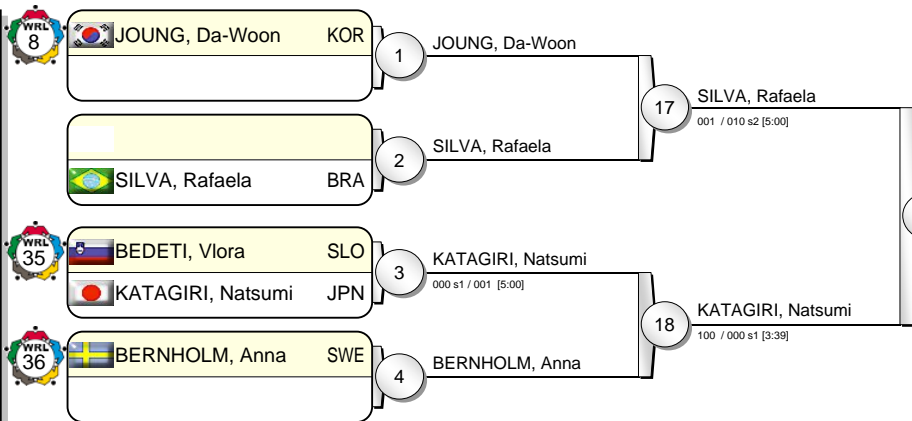 WRL
8
JOUNG, Da-Woon KOR
1
JOUNG, Da-Woon
17
SILVA, Rafaela
001 / 010 s2 [5:00]
SILVA, Rafaela BRA
2
SILVA, Rafaela
WRL
35
BEDETI, Vlora SLO
KATAGIRI, Natsumi JPN
3
KATAGIRI, Natsumi
000 s1 / 001 [5:00]
18
KATAGIRI, Natsumi
100 / 000 s1 [3:39]
WRL
36
BERNHOLM, Anna SWE
4
BERNHOLM, Anna